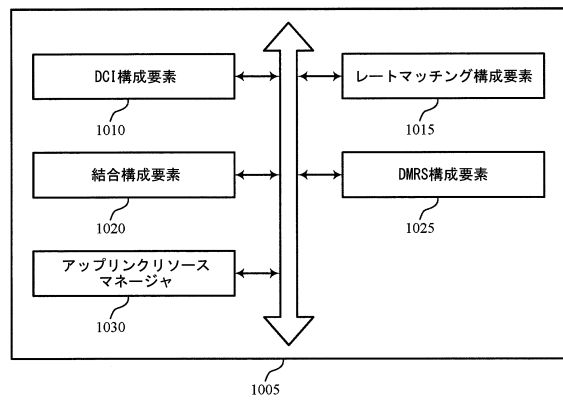 DCI構成要素
1010
レートマッチング構成要素
1015
結合構成要素
1020
DMRS構成要素
1025
アップリンクリソース
マネージャ
1030
1005